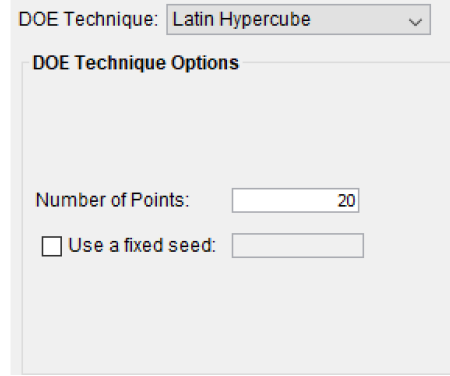 DOE Technique: Latin Hypercube
DOE Technique Options
Number of Points: 20
Use a fixed seed: